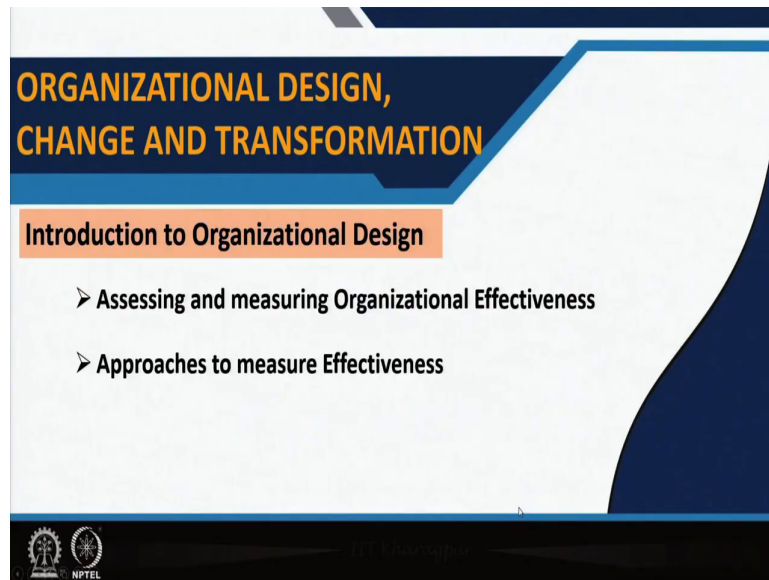 ORGANIZATIONAL DESIGN,
CHANGE AND TRANSFORMATION
Introduction to Organizational Design
➢ Assessing and measuring Organizational Effectiveness
➢ Approaches to measure Effectiveness
IIT Kharagpur
NPTEL